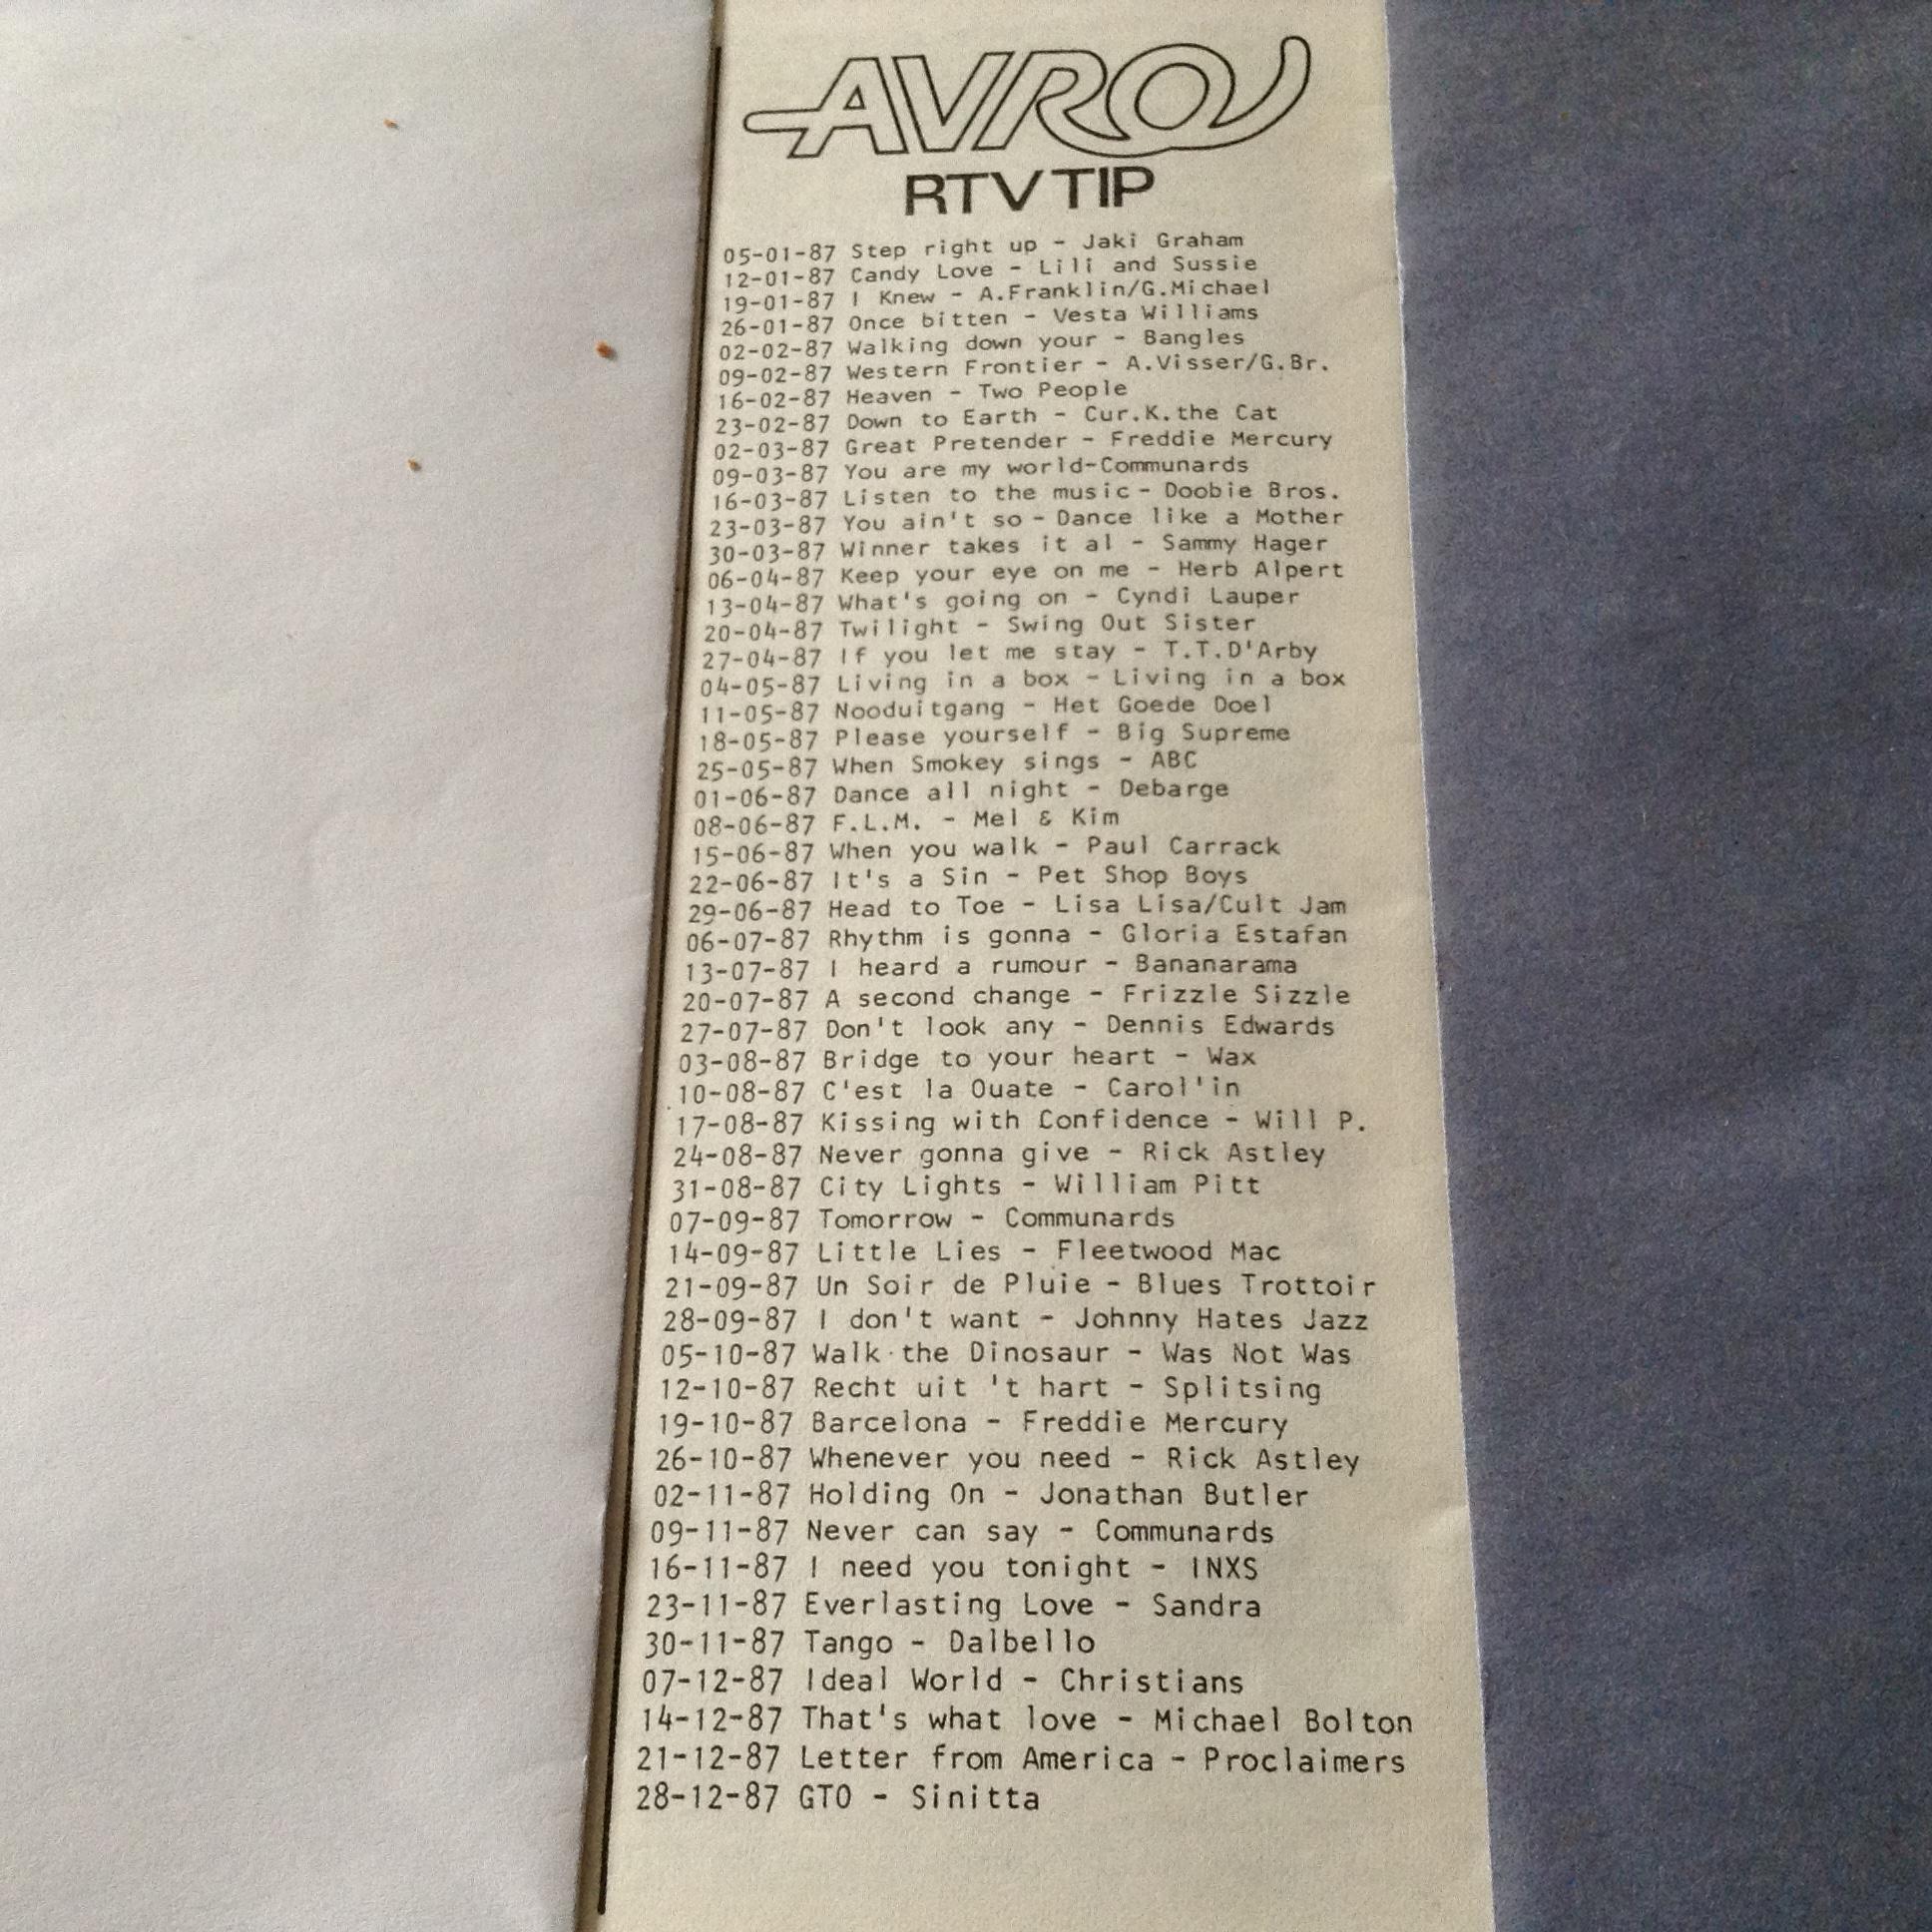 AVRO
RTV TIP
05-01-87 Step right up - Jaki Graham
12-01-87 Candy Love - Lili and Sussie
19-01-87 I Knew - A.Franklin/G.Michael
26-01-87 Once bitten - Vesta Williams
02-02-87 Walking down your - Bangles
09-02-87 Western Frontier - A.Visser/G.Br.
16-02-87 Heaven - Two People
23-02-87 Down to Earth - Cur.K.the Cat
02-03-87 Great Pretender - Freddie Mercury
09-03-87 You are my world-Communards
16-03-87 Listen to the music - Doobie Bros.
23-03-87 You ain't so - Dance like a Mother
30-03-87 Winner takes it al - Sammy Hager
06-04-87 Keep your eye on me - Herb Alpert
13-04-87 What's going on - Cyndi Lauper
20-04-87 Twilight - Swing Out Sister
27-04-87 If you let me stay - T.T.D'Arby
04-05-87 Living in a box - Living in a box
11-05-87 Nooduitgang - Het Goede Doel
18-05-87 Please yourself - Big Supreme
25-05-87 When Smokey sings - ABC
01-06-87 Dance all night - Debarge
08-06-87 F.L.M. - Mel & Kim
15-06-87 When you walk - Paul Carrack
22-06-87 It's a Sin - Pet Shop Boys
29-06-87 Head to Toe - Lisa Lisa/Cult Jam
06-07-87 Rhythm is gonna - Gloria Estafan
13-07-87 I heard a rumour - Bananarama
20-07-87 A second change - Frizzle Sizzle
27-07-87 Don't look any - Dennis Edwards
03-08-87 Bridge to your heart - Wax
10-08-87 C'est la Ouate - Carol'in
17-08-87 Kissing with Confidence - Will P.
24-08-87 Never gonna give - Rick Astley
31-08-87 City Lights - William Pitt
07-09-87 Tomorrow - Communards
14-09-87 Little Lies - Fleetwood Mac
21-09-87 Un Soir de Pluie - Blues Trottoir
28-09-87 I don't want - Johnny Hates Jazz
05-10-87 Walk the Dinosaur - Was Not Was
12-10-87 Recht uit 't hart - Splitsing
19-10-87 Barcelona - Freddie Mercury
26-10-87 Whenever you need - Rick Astley
02-11-87 Holding On - Jonathan Butler
09-11-87 Never can say - Communards
16-11-87 I need you tonight - INXS
23-11-87 Everlasting Love - Sandra
30-11-87 Tango - Dalbello
07-12-87 Ideal World - Christians
14-12-87 That's what love - Michael Bolton
21-12-87 Letter from America - Proclaimers
28-12-87 GTO - Sinitta